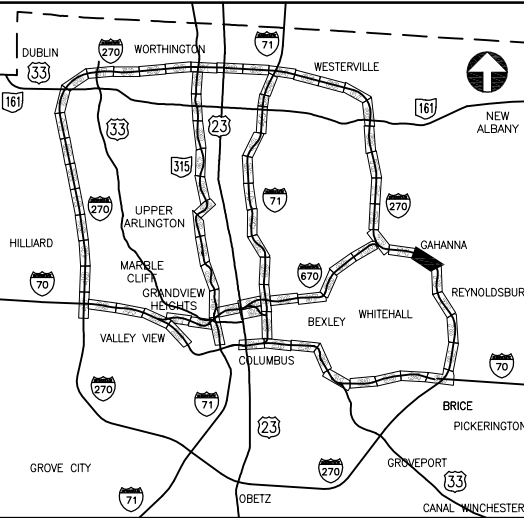 71
270
WORTHINGTON
DUBLIN
33
WESTERVILLE
161
161
NEW
ALBANY
33
23
315
71
270
270
UPPER
ARLINGTON
HILLIARD
GAHANNA
MARBLE
CLIFF
70
670
GRANDVIEW
HEIGHTS
REYNOLDSBUR
BEXLEY
WHITEHALL
VALLEY VIEW
COLUMBUS
70
270
71
BRICE
23
PICKERINGTON
GROVE CITY
270
GROVEPORT
33
71
OBETZ
CANAL WINCHESTER